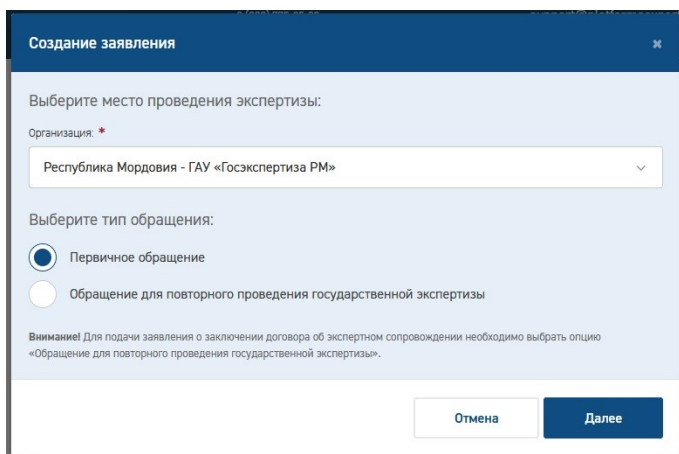 Создание заявления
Выберите место проведения экспертизы:
Организация: *
Республика Мордовия - ГАУ «Госэкспертиза РМ»
Выберите тип обращения:
Первичное обращение
Обращение для повторного проведения государственной экспертизы
Внимание! Для подачи заявления о заключении договора об экспертном сопровождении необходимо выбрать опцию
«Обращение для повторного проведения государственной экспертизы».
Отмена
Далее